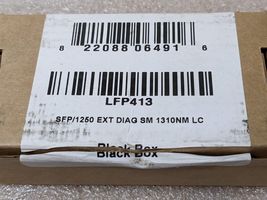 8 22088 06491 6
LFP413
SFP/1250 EXT DIAG SM 1310NM LC
Black Box